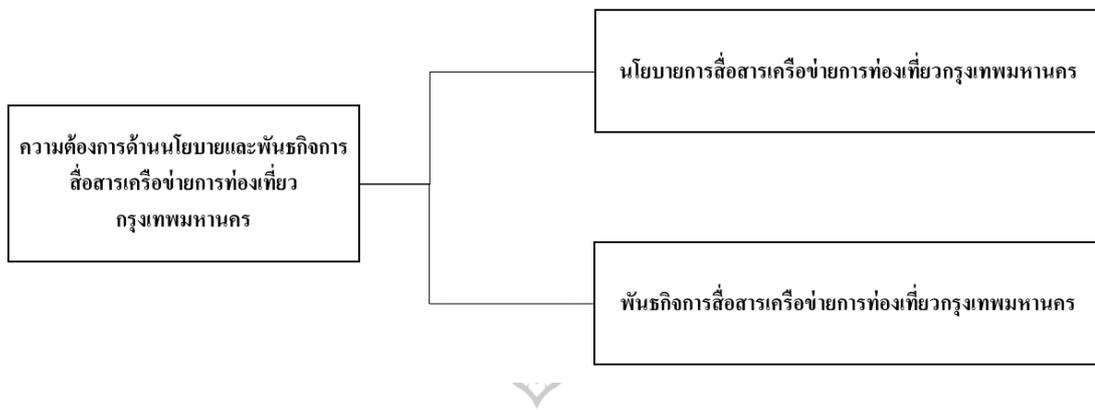 นโยบายการสื่อสารเครือข่ายการท่องเที่ยวกรุงเทพมหานคร
ความต้องการด้านนโยบายและพันธกิจการ
สื่อสารเครือข่ายการท่องเที่ยว
กรุงเทพมหานคร
พันธกิจการสื่อสารเครือข่ายการท่องเที่ยวกรุงเทพมหานคร